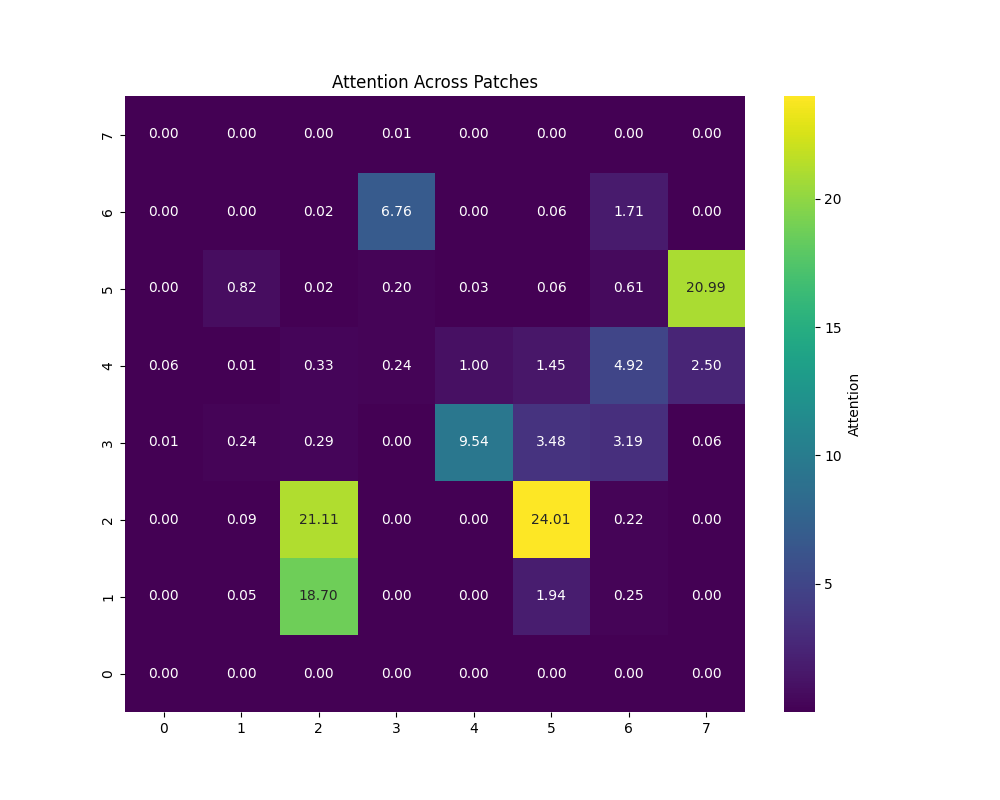 Attention Across Patches
7 0.00 0.00 0.00 0.01 0.00 0.00 0.00 0.00
6 0.00 0.00 0.02 6.76 0.00 0.06 1.71 0.00
5 0.00 0.82 0.02 0.20 0.03 0.06 0.61 20.99
4 0.06 0.01 0.33 0.24 1.00 1.45 4.92 2.50
3 0.01 0.24 0.29 0.00 9.54 3.48 3.19 0.06
2 0.00 0.09 21.11 0.00 0.00 24.01 0.22 0.00
1 0.00 0.05 18.70 0.00 0.00 1.94 0.25 0.00
0 0.00 0.00 0.00 0.00 0.00 0.00 0.00 0.00
0 1 2 3 4 5 6 7
20
15
10
5
Attention